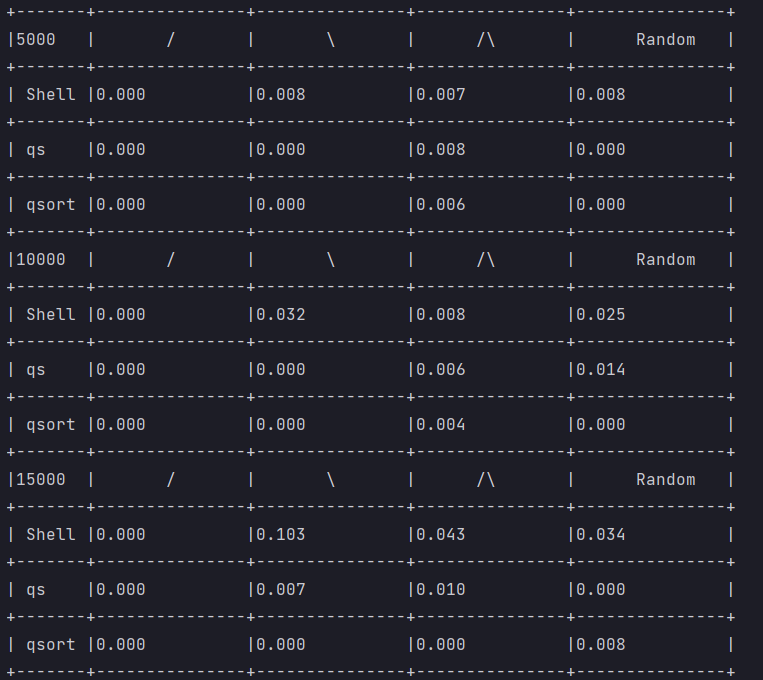 +-------+---------------+---------------+---------------+---------------+
|5000   |       /       |       \       |      /\       |      Random   |
+-------+---------------+---------------+---------------+---------------+
| Shell |0.000          |0.008          |0.007          |0.008          |
+-------+---------------+---------------+---------------+---------------+
| qs    |0.000          |0.000          |0.008          |0.000          |
+-------+---------------+---------------+---------------+---------------+
| qsort |0.000          |0.000          |0.006          |0.000          |
+-------+---------------+---------------+---------------+---------------+
|10000  |       /       |       \       |      /\       |      Random   |
+-------+---------------+---------------+---------------+---------------+
| Shell |0.000          |0.032          |0.008          |0.025          |
+-------+---------------+---------------+---------------+---------------+
| qs    |0.000          |0.000          |0.006          |0.014          |
+-------+---------------+---------------+---------------+---------------+
| qsort |0.000          |0.000          |0.004          |0.000          |
+-------+---------------+---------------+---------------+---------------+
|15000  |       /       |       \       |      /\       |      Random   |
+-------+---------------+---------------+---------------+---------------+
| Shell |0.000          |0.103          |0.043          |0.034          |
+-------+---------------+---------------+---------------+---------------+
| qs    |0.000          |0.007          |0.010          |0.000          |
+-------+---------------+---------------+---------------+---------------+
| qsort |0.000          |0.000          |0.000          |0.008          |
+-------+---------------+---------------+---------------+---------------+